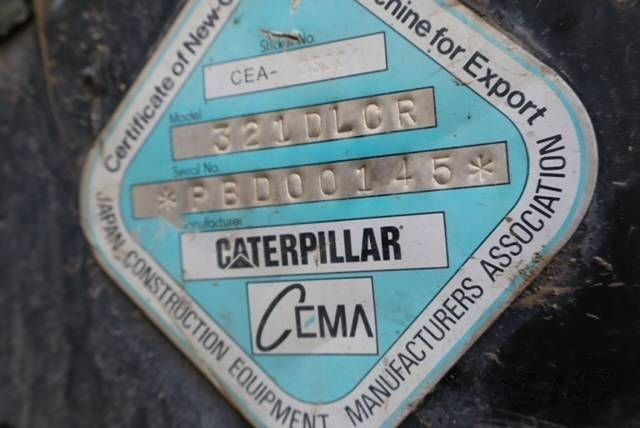 Certificate of New
chine for Export
Sticker No.
CEA-
Model
321DLCR
Serial No.
*PBD00145*
nufacturer
CATERPILLAR
CEMA
JAPAN CONSTRUCTION EQUIPMENT MANUFACTURERS ASSOCIATION